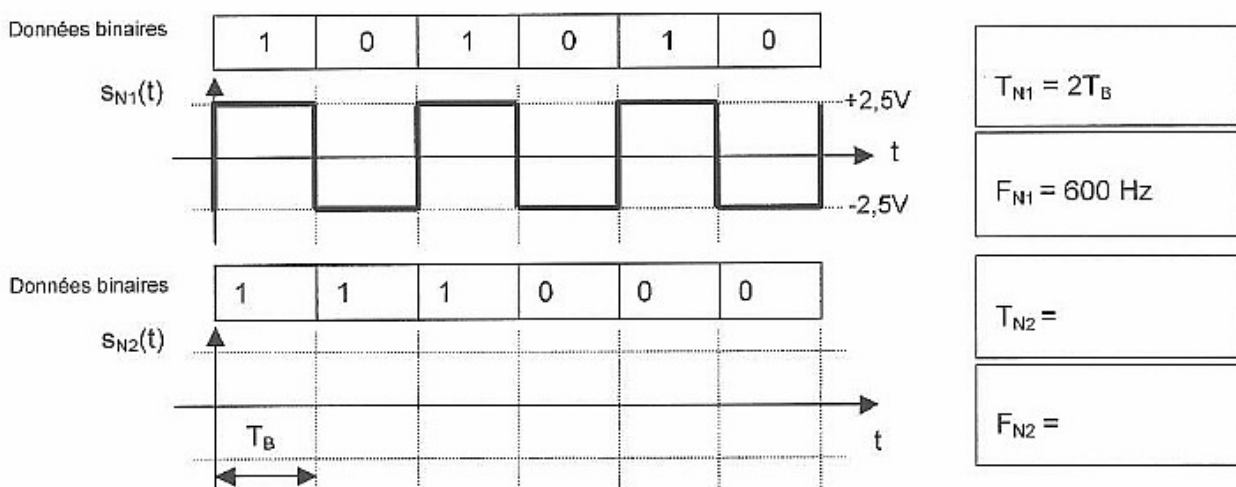 Données binaires 1 0 1 0 1 0
s_N1(t)
+2,5V
t
-2,5V
T_N1 = 2T_B
F_N1 = 600 Hz
Données binaires 1 1 1 0 0 0
s_N2(t)
t
T_B
T_N2 =
F_N2 =